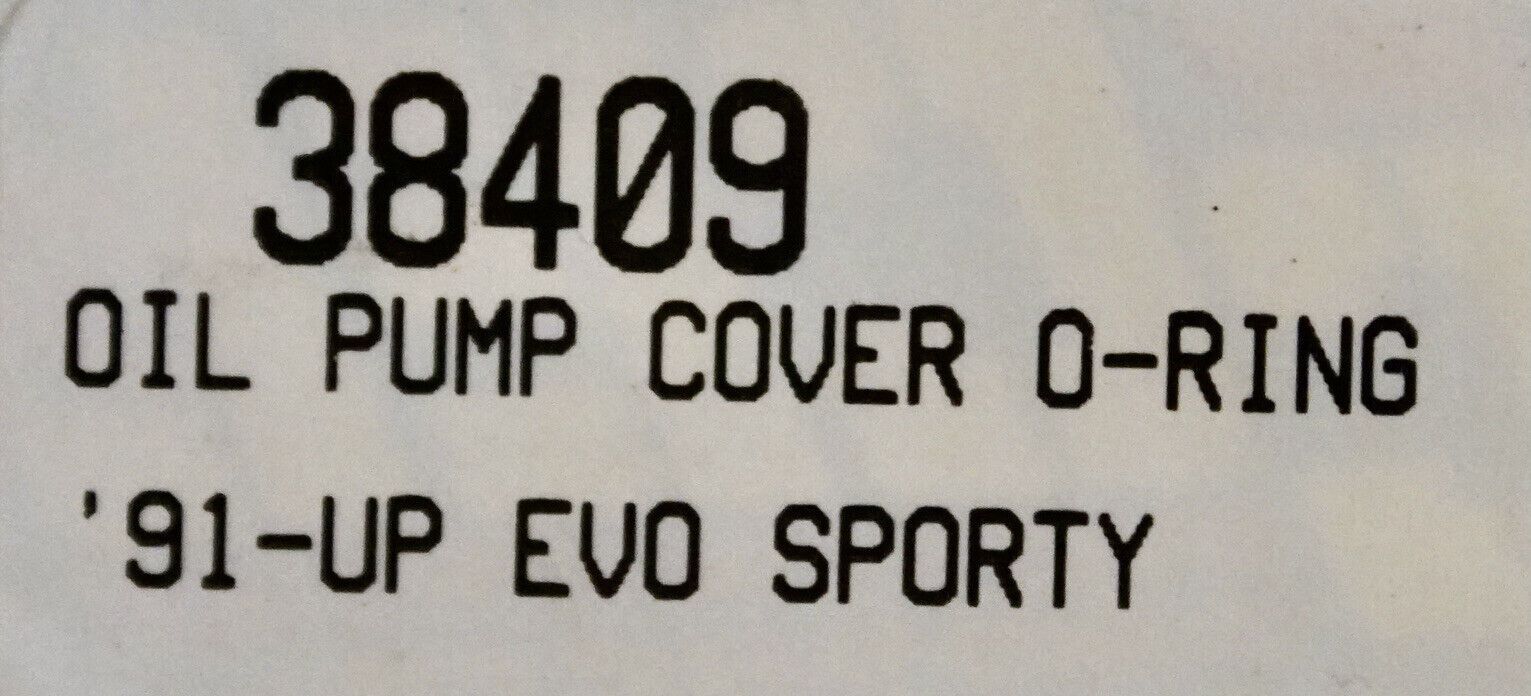 38409
OIL PUMP COVER O-RING
'91-UP EVO SPORTY